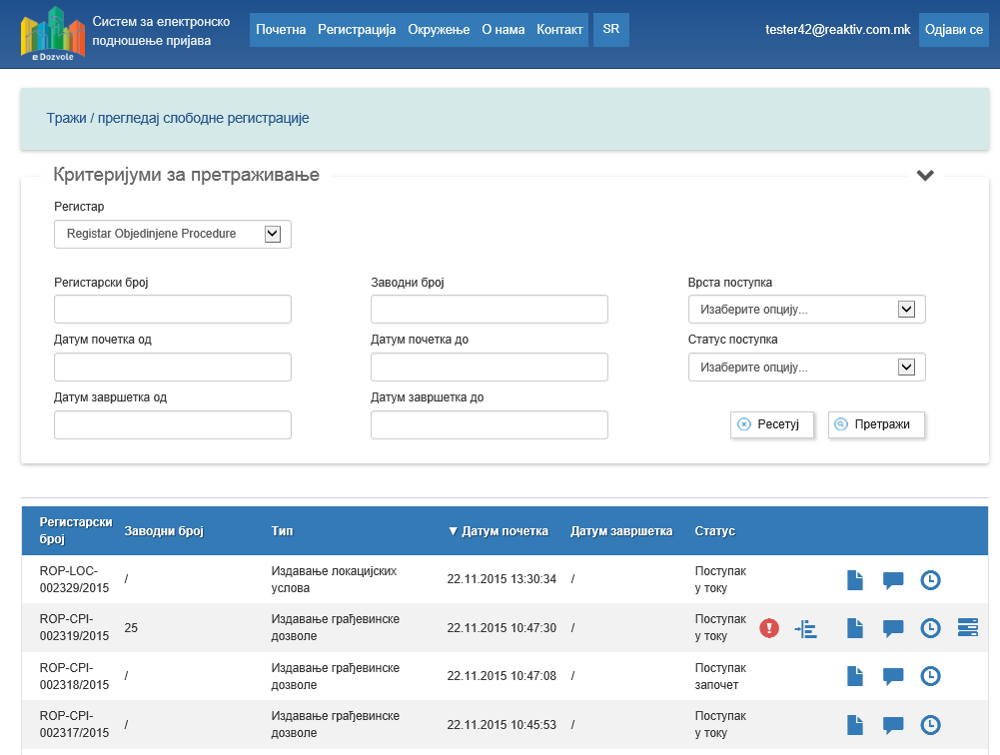 Систем за електронско
подношење пријава
e Dozvole
Почетна Регистрација Окружење О нама Контакт SR
tester42@reaktiv.com.mk Одјави се
Тражи / прегледај слободне регистрације
Критеријуми за претраживање
Регистар
Registar Objedinjene Procedure
Регистарски број Заводни број Врста поступка
Изаберите опцију...
Датум почетка од Датум почетка до Статус поступка
Изаберите опцију...
Датум завршетка од Датум завршетка до
Ресетуј Претражи
Регистарски
број Заводни број Тип ▼ Датум почетка Датум завршетка Статус
ROP-LOC- Издавање локацијских Поступак
002329/2015 / услова 22.11.2015 13:30:34 / у току
ROP-CPI- Издавање грађевинске Поступак
002319/2015 25 дозволе 22.11.2015 10:47:30 / у току
ROP-CPI- Издавање грађевинске Поступак
002318/2015 / дозволе 22.11.2015 10:47:08 / започет
ROP-CPI- Издавање грађевинске Поступак
002317/2015 / дозволе 22.11.2015 10:45:53 / у току